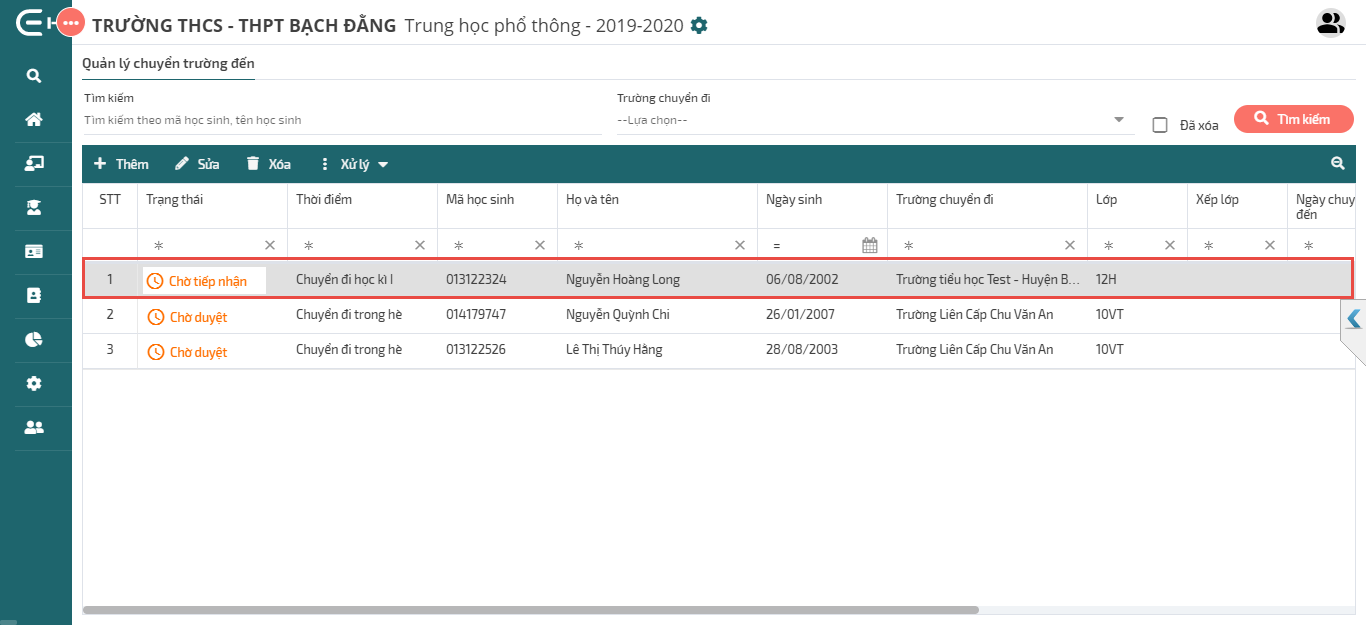 TRƯỜNG THCS - THPT BẠCH ĐẰNG Trung học phổ thông - 2019-2020
Quản lý chuyển trường đến
Tìm kiếm Trường chuyển đi
Tìm kiếm theo mã học sinh, tên học sinh --Lựa chọn-- Đã xóa Tìm kiếm
Thêm Sửa Xóa Xử lý
STT Trạng thái Thời điểm Mã học sinh Họ và tên Ngày sinh Trường chuyển đi Lớp Xếp lớp Ngày chuy
đến
* * * * = * * * *
1 Chờ tiếp nhận Chuyển đi học kì I 013122324 Nguyễn Hoàng Long 06/08/2002 Trường tiểu học Test - Huyện B... 12H
2 Chờ duyệt Chuyển đi trong hè 014179747 Nguyễn Quỳnh Chi 26/01/2007 Trường Liên Cấp Chu Văn An 10VT
3 Chờ duyệt Chuyển đi trong hè 013122526 Lê Thị Thúy Hằng 28/08/2003 Trường Liên Cấp Chu Văn An 10VT